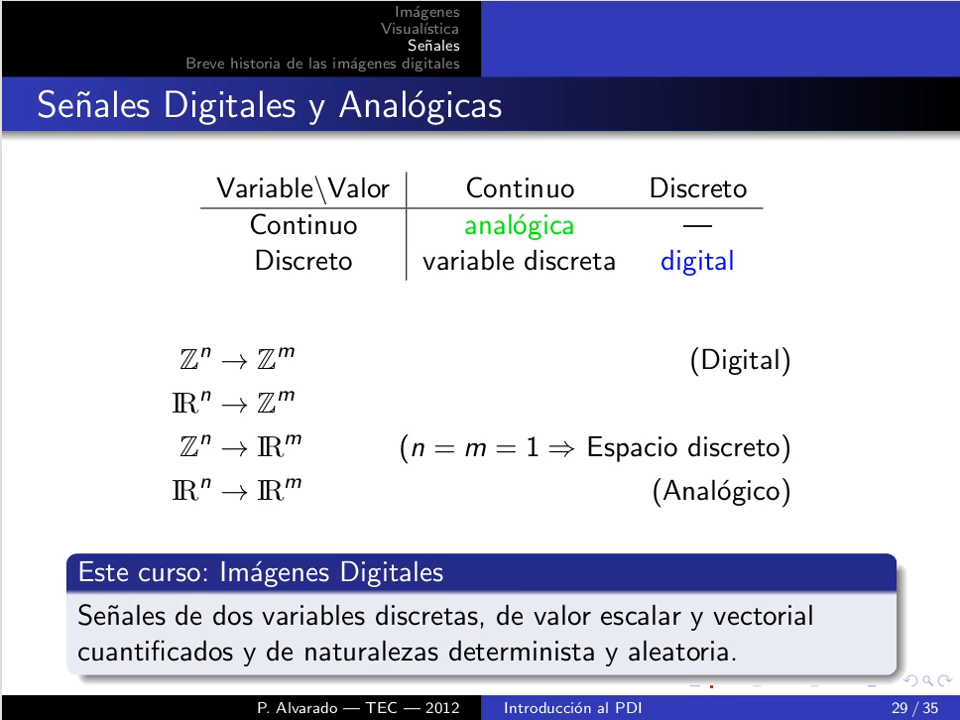 Imágenes
Visualística
Señales
Breve historia de las imágenes digitales
Señales Digitales y Analógicas
Variable\Valor Continuo Discreto
Continuo analógica —
Discreto variable discreta digital
ℤⁿ → ℤᵐ (Digital)
ℝⁿ → ℤᵐ
ℤⁿ → ℝᵐ (n = m = 1 ⇒ Espacio discreto)
ℝⁿ → ℝᵐ (Analógico)
Este curso: Imágenes Digitales
Señales de dos variables discretas, de valor escalar y vectorial
cuantificados y de naturalezas determinista y aleatoria.
P. Alvarado — TEC — 2012 Introducción al PDI 29 / 35